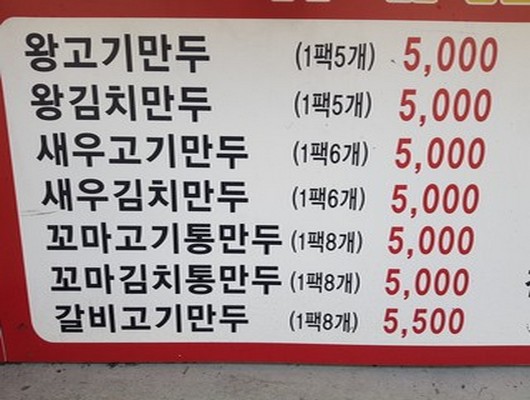 왕고기만두 (1팩5개) 5,000
왕김치만두 (1팩5개) 5,000
새우고기만두 (1팩6개) 5,000
새우김치만두 (1팩6개) 5,000
꼬마고기통만두 (1팩8개) 5,000
꼬마김치통만두 (1팩8개) 5,000
갈비고기만두 (1팩8개) 5,500